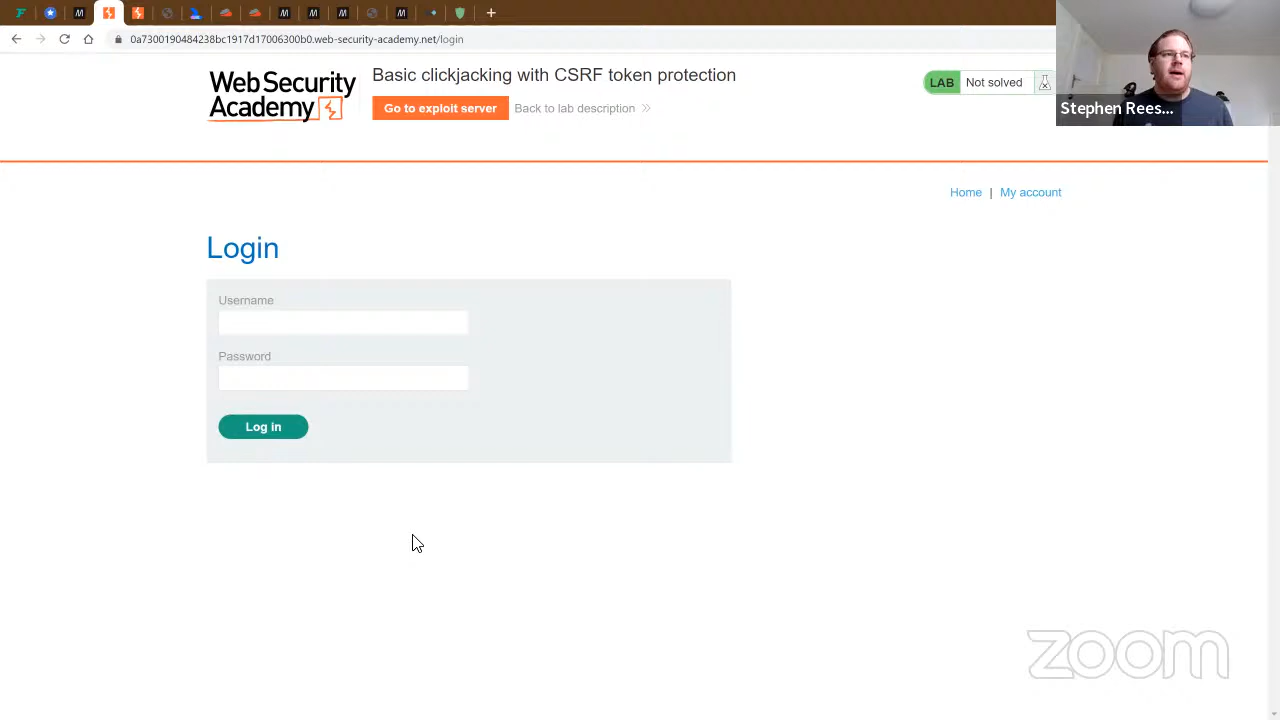 0a7300190484238bc1917d17006300b0.web-security-academy.net/login
Web Security
Academy
Basic clickjacking with CSRF token protection
Go to exploit server
Back to lab description
LAB
Not solved
Stephen Rees...
Home | My account
Login
Username
Password
Log in
zoom